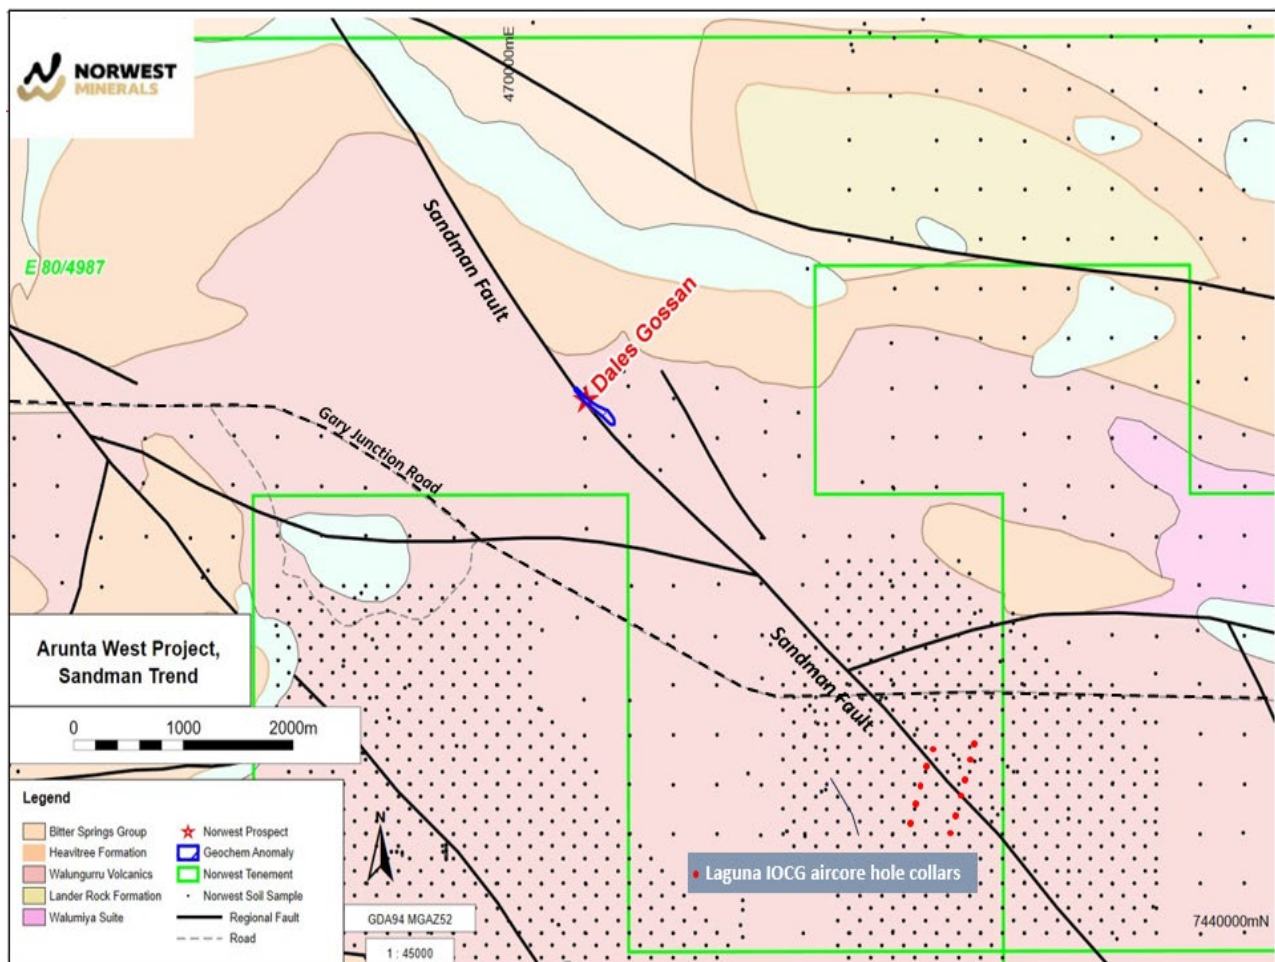 NORWEST
MINERALS
470000mE
Sandman Fault
E 80/4987
Dales Gossan
Gary Junction Road
Arunta West Project,
Sandman Trend
Sandman Fault
0 1000 2000m
Legend
Bitter Springs Group
Heavitree Formation
Walungurru Volcanics
Lander Rock Formation
Walumiya Suite
Norwest Prospect
Geochem Anomaly
Norwest Tenement
Norwest Soil Sample
Regional Fault
Road
N
Laguna IOCG aircore hole collars
GDA94 MGAZ52
1 : 45000
7440000mN